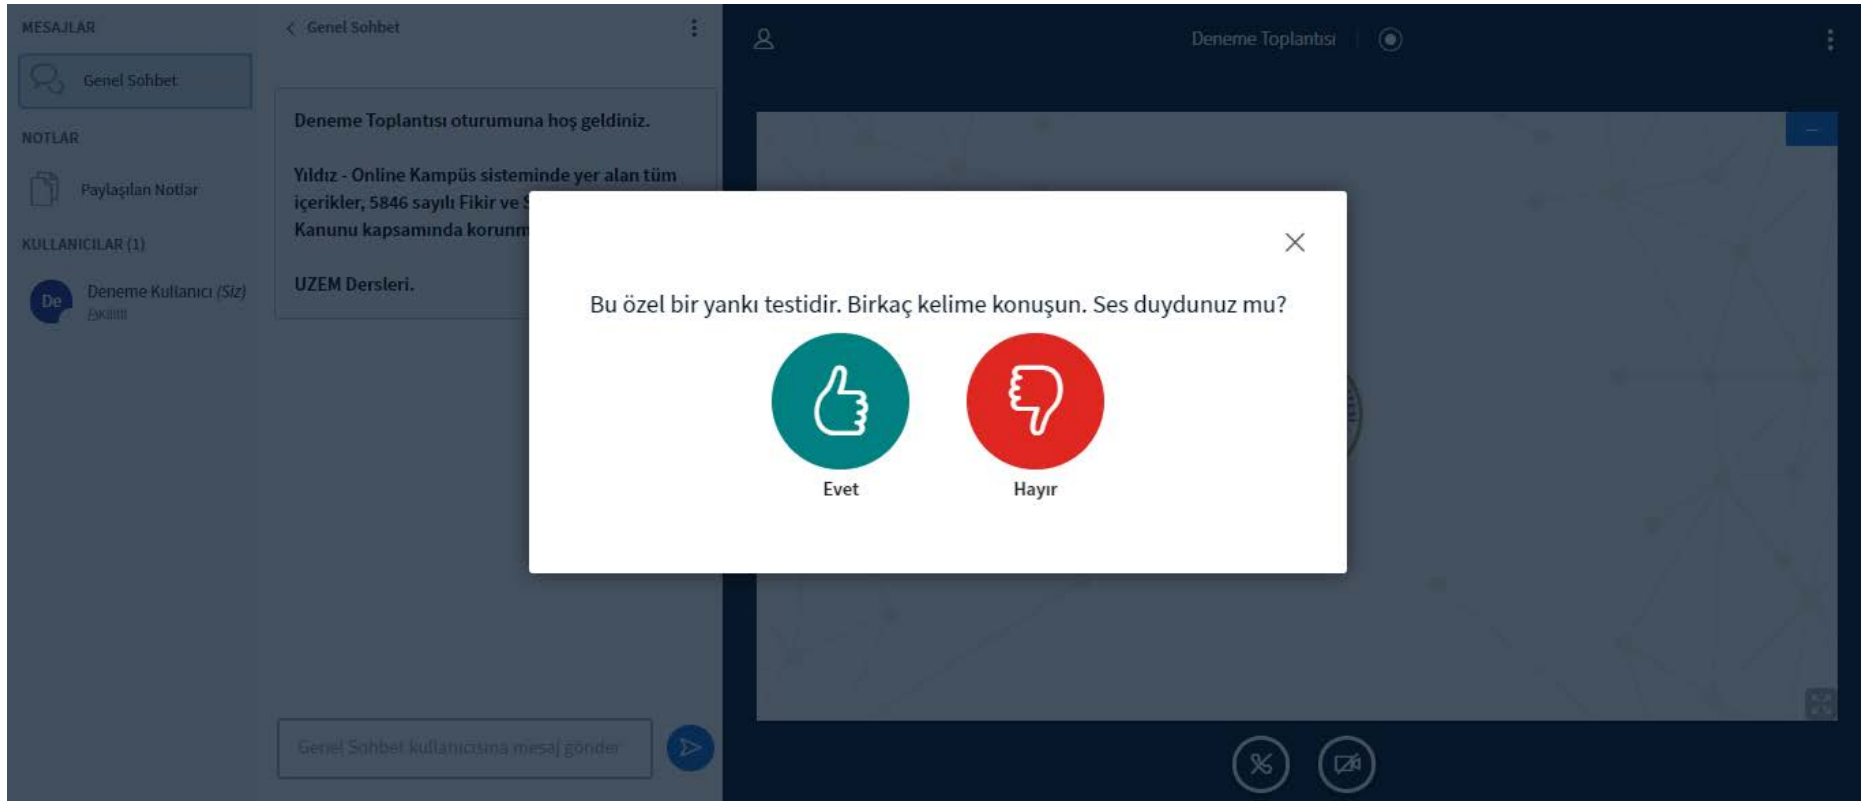 MESAJLAR
Genel Sohbet
NOTLAR
Paylaşılan Notlar
KULLANICILAR (1)
De
Deneme Kullanıcı (Siz)
Genel Sohbet
Deneme Toplantısı oturumuna hoş geldiniz.
Yıldız - Online Kampüs sisteminde yer alan tüm
içerikler, 5846 sayılı Fikir ve S
Kanunu kapsamında korunm
UZEM Dersleri.
Genel Sohbet kullanıcısına mesaj gönder
Deneme Toplantısı
Bu özel bir yankı testidir. Birkaç kelime konuşun. Ses duydunuz mu?
Evet
Hayır